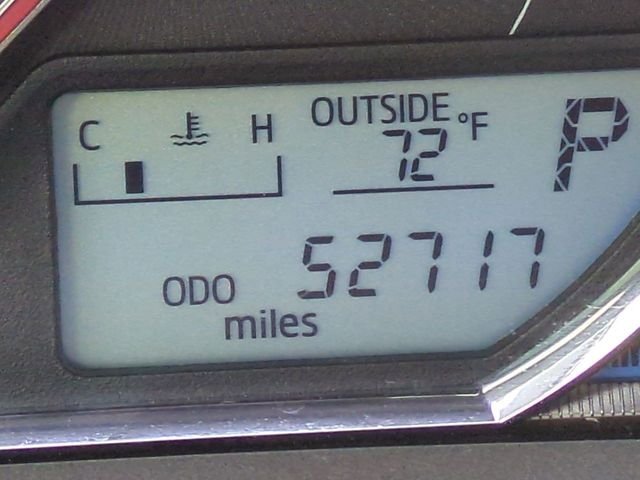 C H
OUTSIDE °F
72
P
ODO 52717
miles